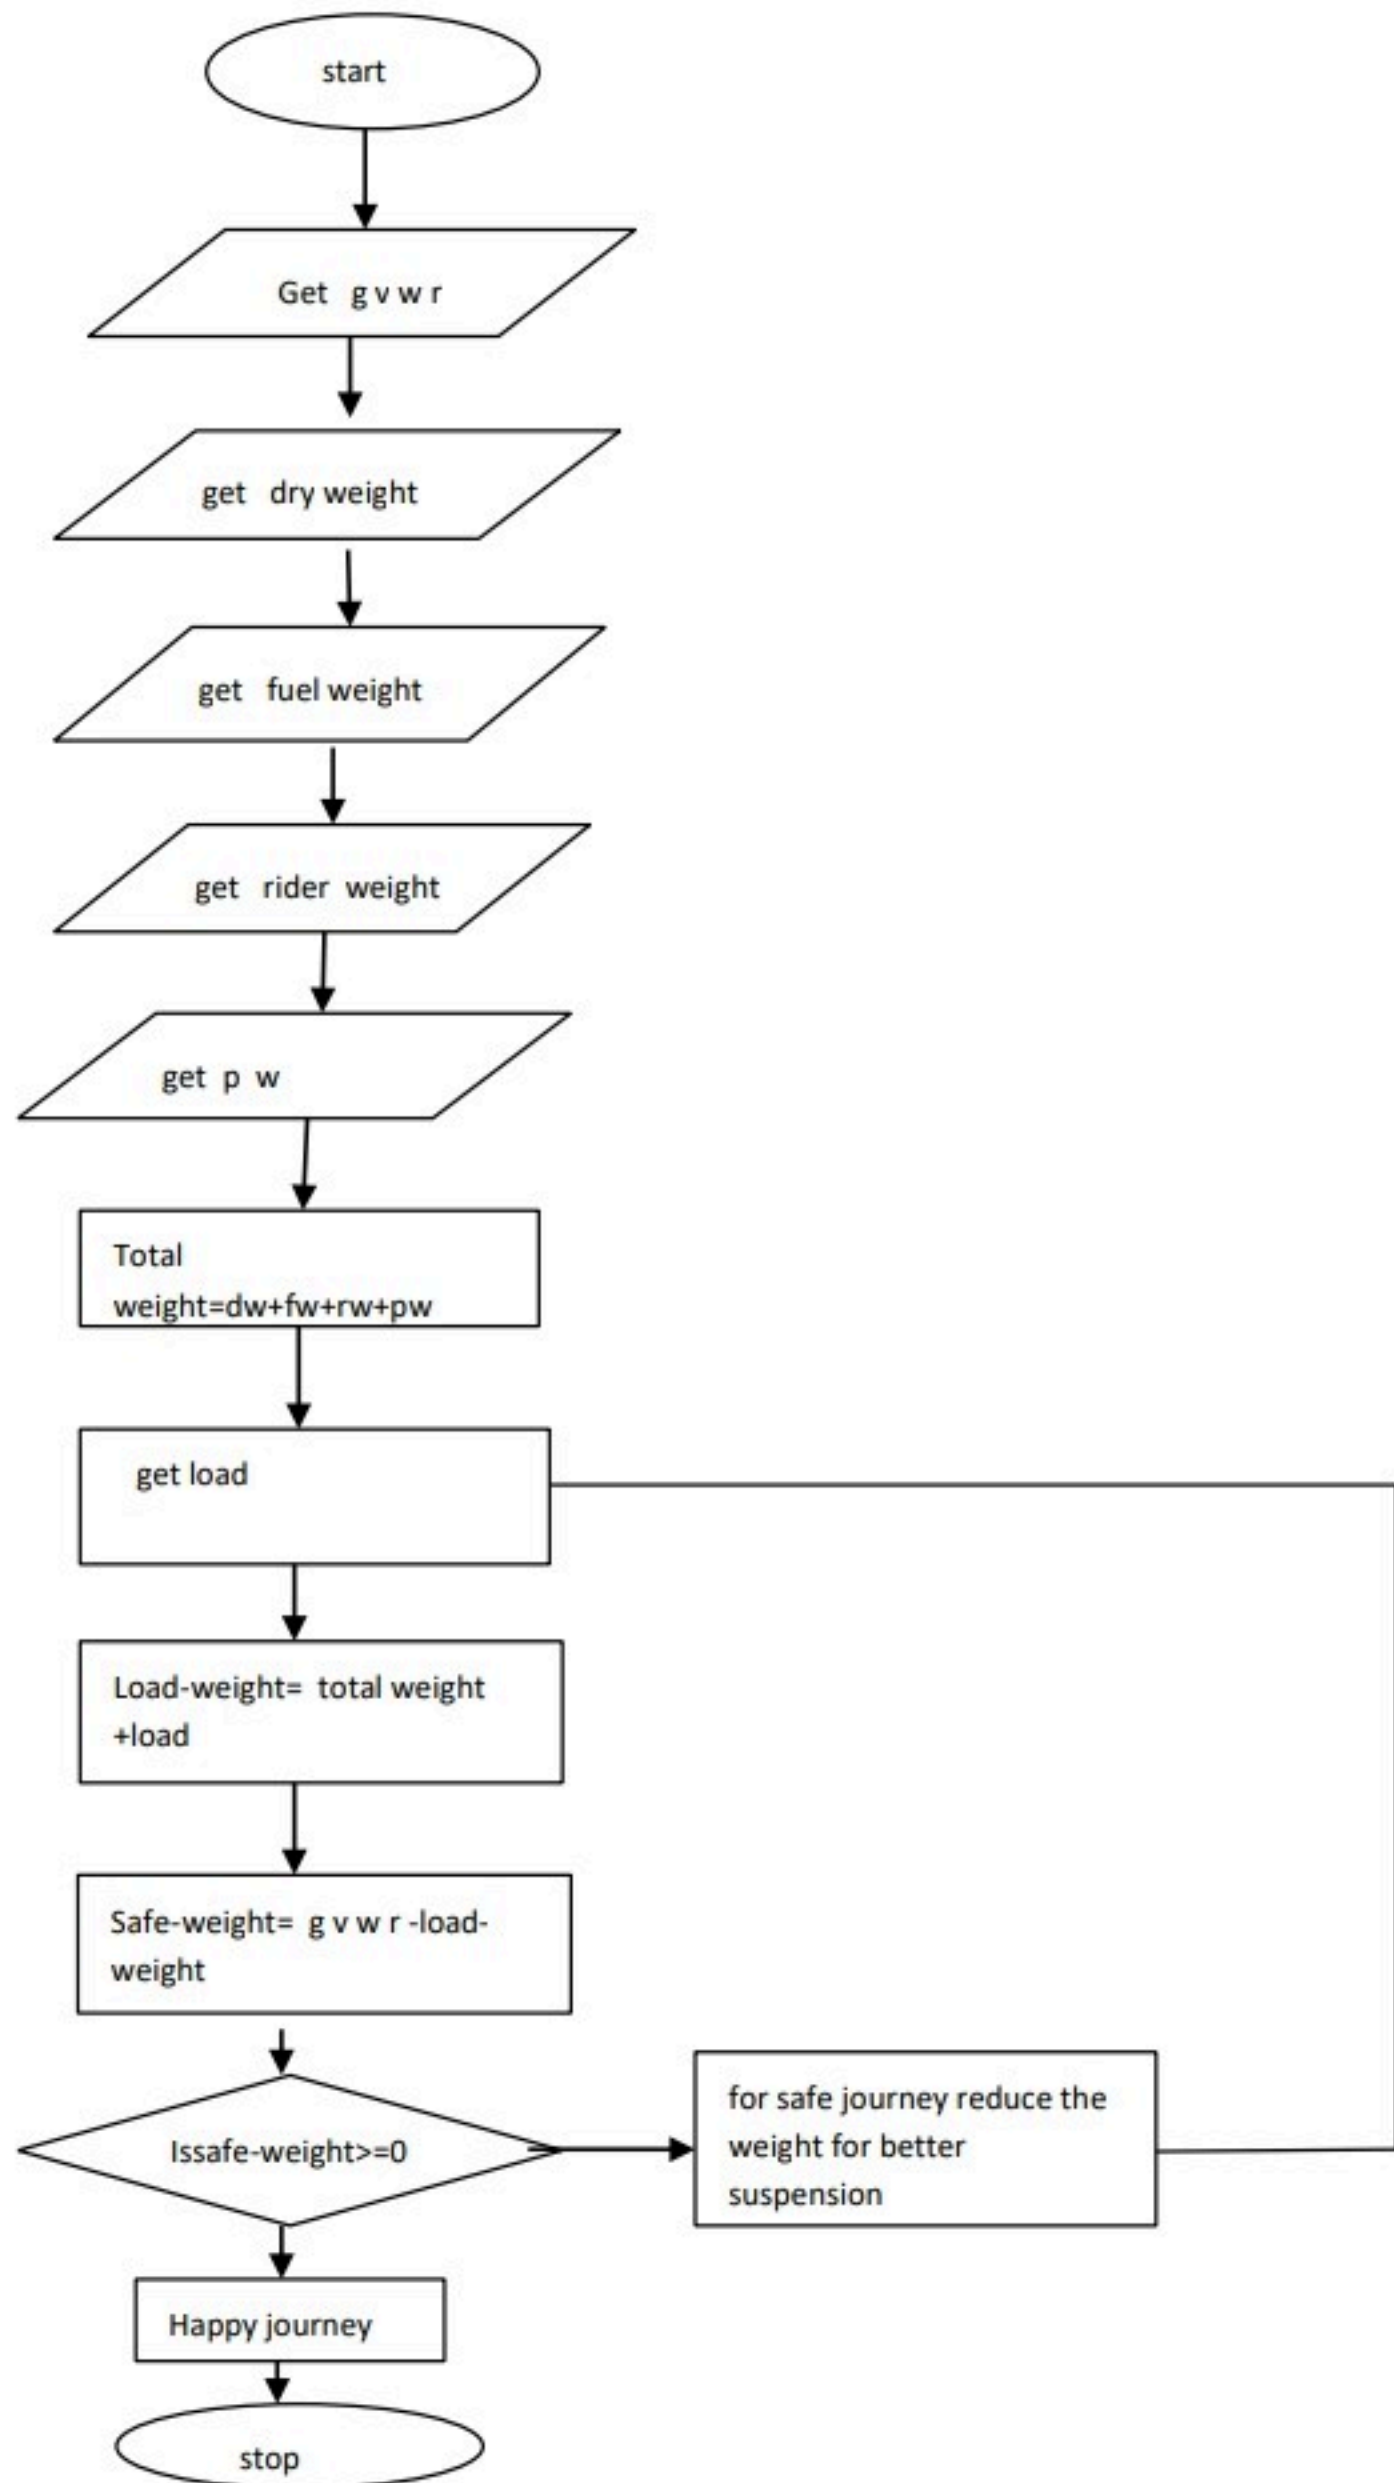 start
Get g v w r
get dry weight
get fuel weight
get rider weight
get p w
Total
weight=dw+fw+rw+pw
get load
Load-weight= total weight
+load
Safe-weight= g v w r -load-
weight
Issafe-weight>=0
for safe journey reduce the
weight for better
suspension
Happy journey
stop